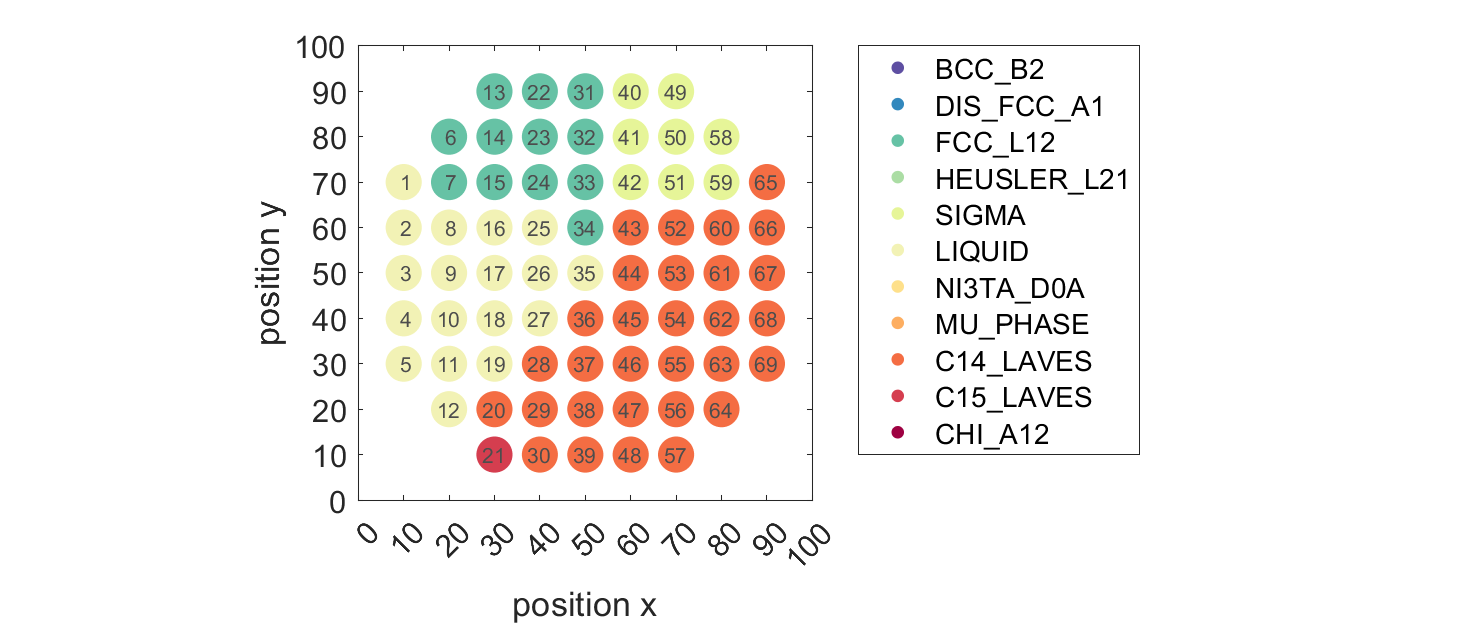 100
90 13 22 31 40 49
80 6 14 23 32 41 50 58
70 1 7 15 24 33 42 51 59 65
60 2 8 16 25 34 43 52 60 66
50 3 9 17 26 35 44 53 61 67
40 4 10 18 27 36 45 54 62 68
30 5 11 19 28 37 46 55 63 69
20 12 20 29 38 47 56 64
10 21 30 39 48 57
0
0 10 20 30 40 50 60 70 80 90 100
position x
position y
BCC_B2
DIS_FCC_A1
FCC_L12
HEUSLER_L21
SIGMA
LIQUID
NI3TA_D0A
MU_PHASE
C14_LAVES
C15_LAVES
CHI_A12